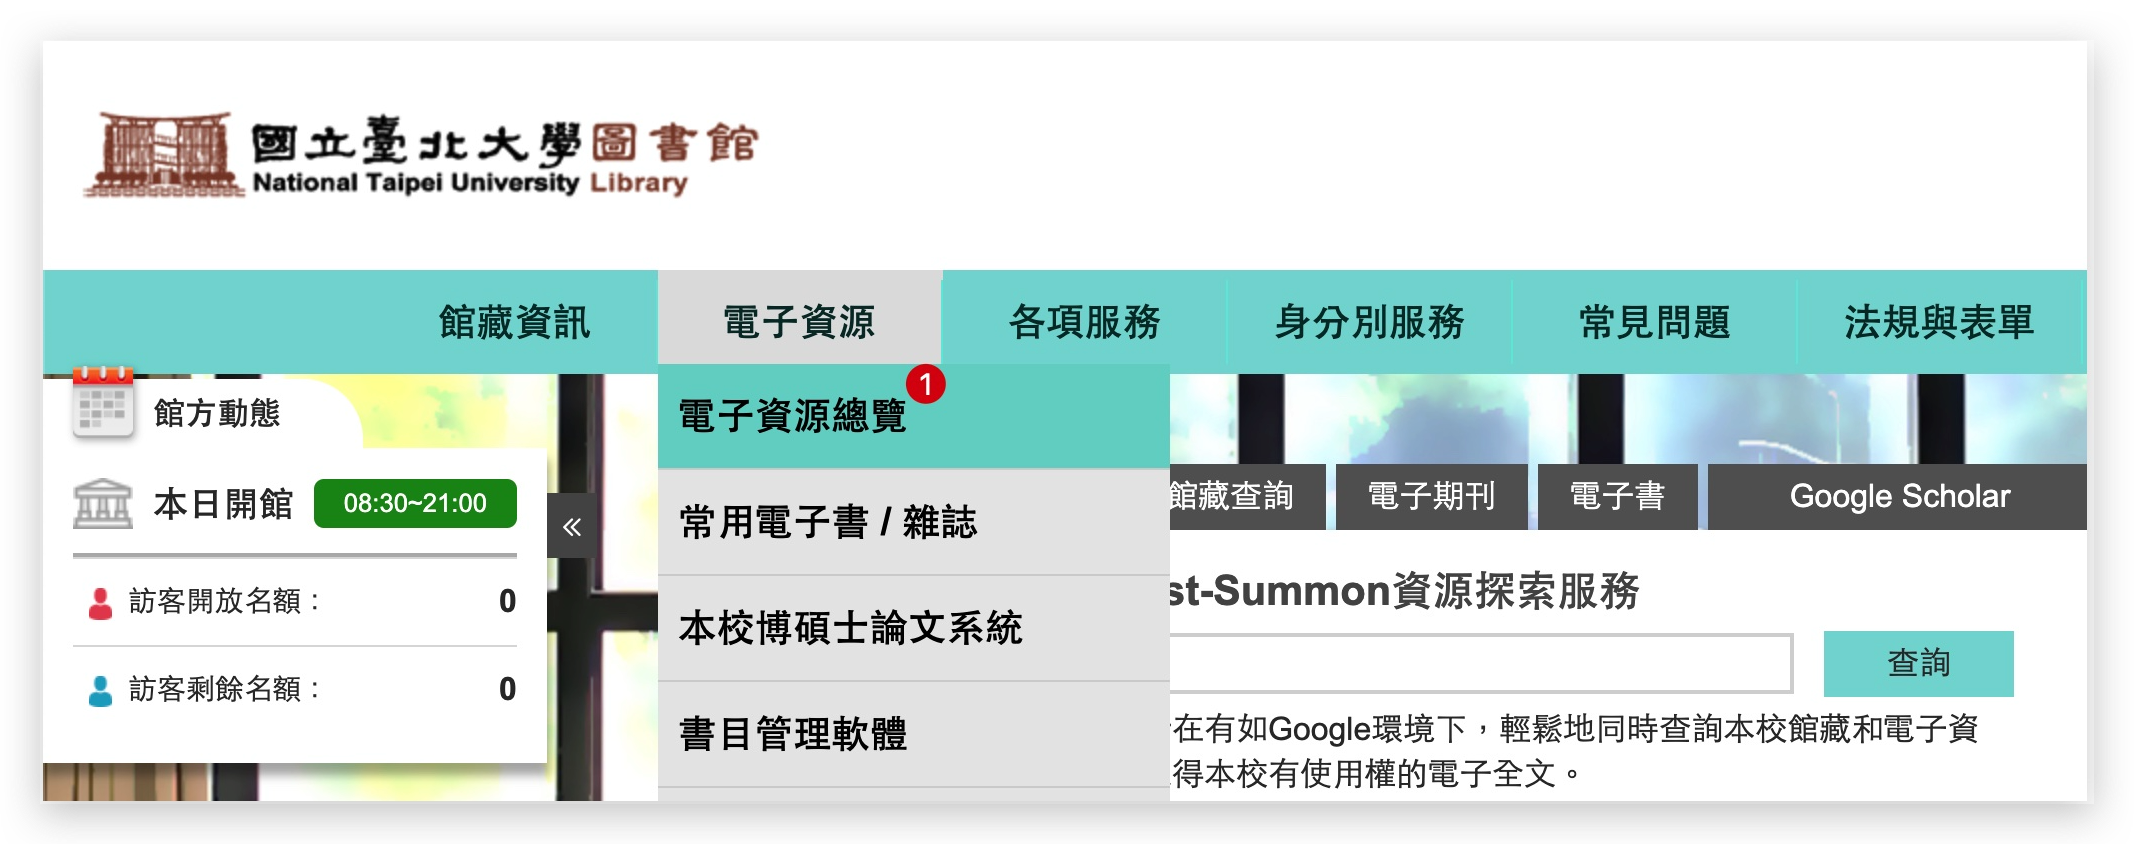 國立臺北大學圖書館
National Taipei University Library
館藏資訊
電子資源
各項服務
身分別服務
常見問題
法規與表單
館方動態
本日開館 08:30~21:00
訪客開放名額： 0
訪客剩餘名額： 0
«
1
電子資源總覽
常用電子書 / 雜誌
本校博碩士論文系統
書目管理軟體
館藏查詢
電子期刊
電子書
Google Scholar
st-Summon資源探索服務
查詢
在有如Google環境下，輕鬆地同時查詢本校館藏和電子資
得本校有使用權的電子全文。